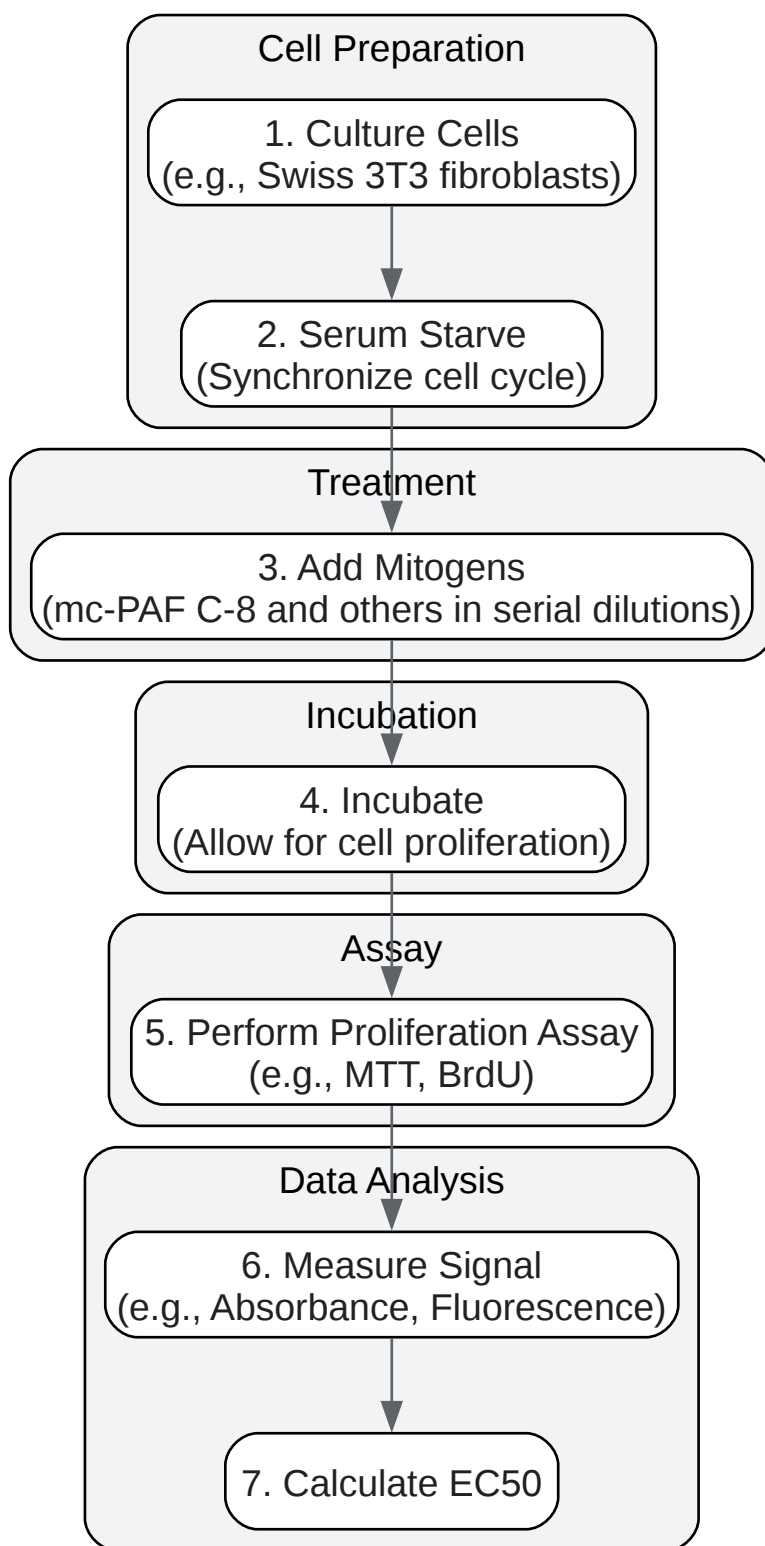 Cell Preparation
1. Culture Cells
(e.g., Swiss 3T3 fibroblasts)
2. Serum Starve
(Synchronize cell cycle)
Treatment
3. Add Mitogens
(mc-PAF C-8 and others in serial dilutions)
Incubation
4. Incubate
(Allow for cell proliferation)
Assay
5. Perform Proliferation Assay
(e.g., MTT, BrdU)
Data Analysis
6. Measure Signal
(e.g., Absorbance, Fluorescence)
7. Calculate EC50